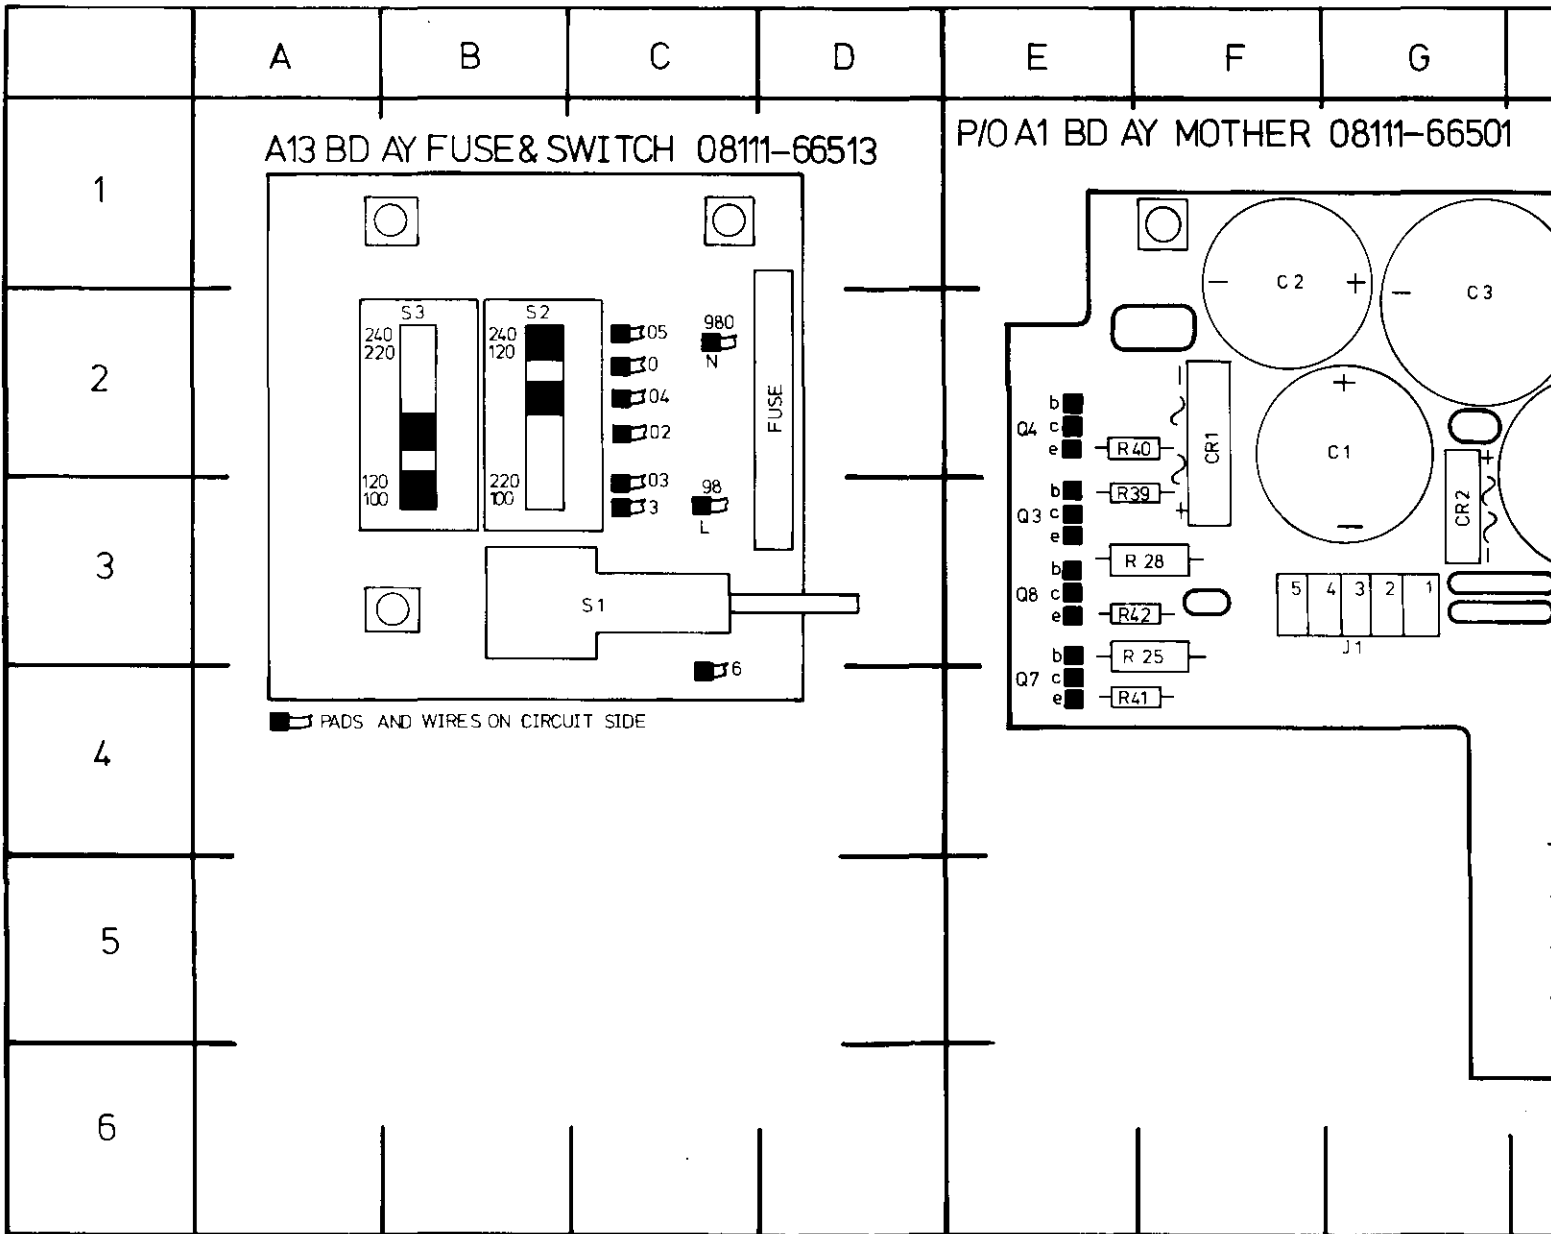 A B C D E F G
1
2
3
4
5
6
A13 BD AY FUSE & SWITCH 08111-66513
S3
240
220
120
100
S2
240
120
220
100
05
0
04
02
03
3
980
N
98
L
FUSE
S1
6
PADS AND WIRES ON CIRCUIT SIDE
P/O A1 BD AY MOTHER 08111-66501
- C2 +
- C3
+
C1
-
Q4 b c e
Q3 b c e
Q8 b c e
Q7 b c e
R40
R39
R 28
R42
R 25
R41
- ~ ~ +
CR1
CR2
+ ~ ~ -
5 4 3 2 1
J1